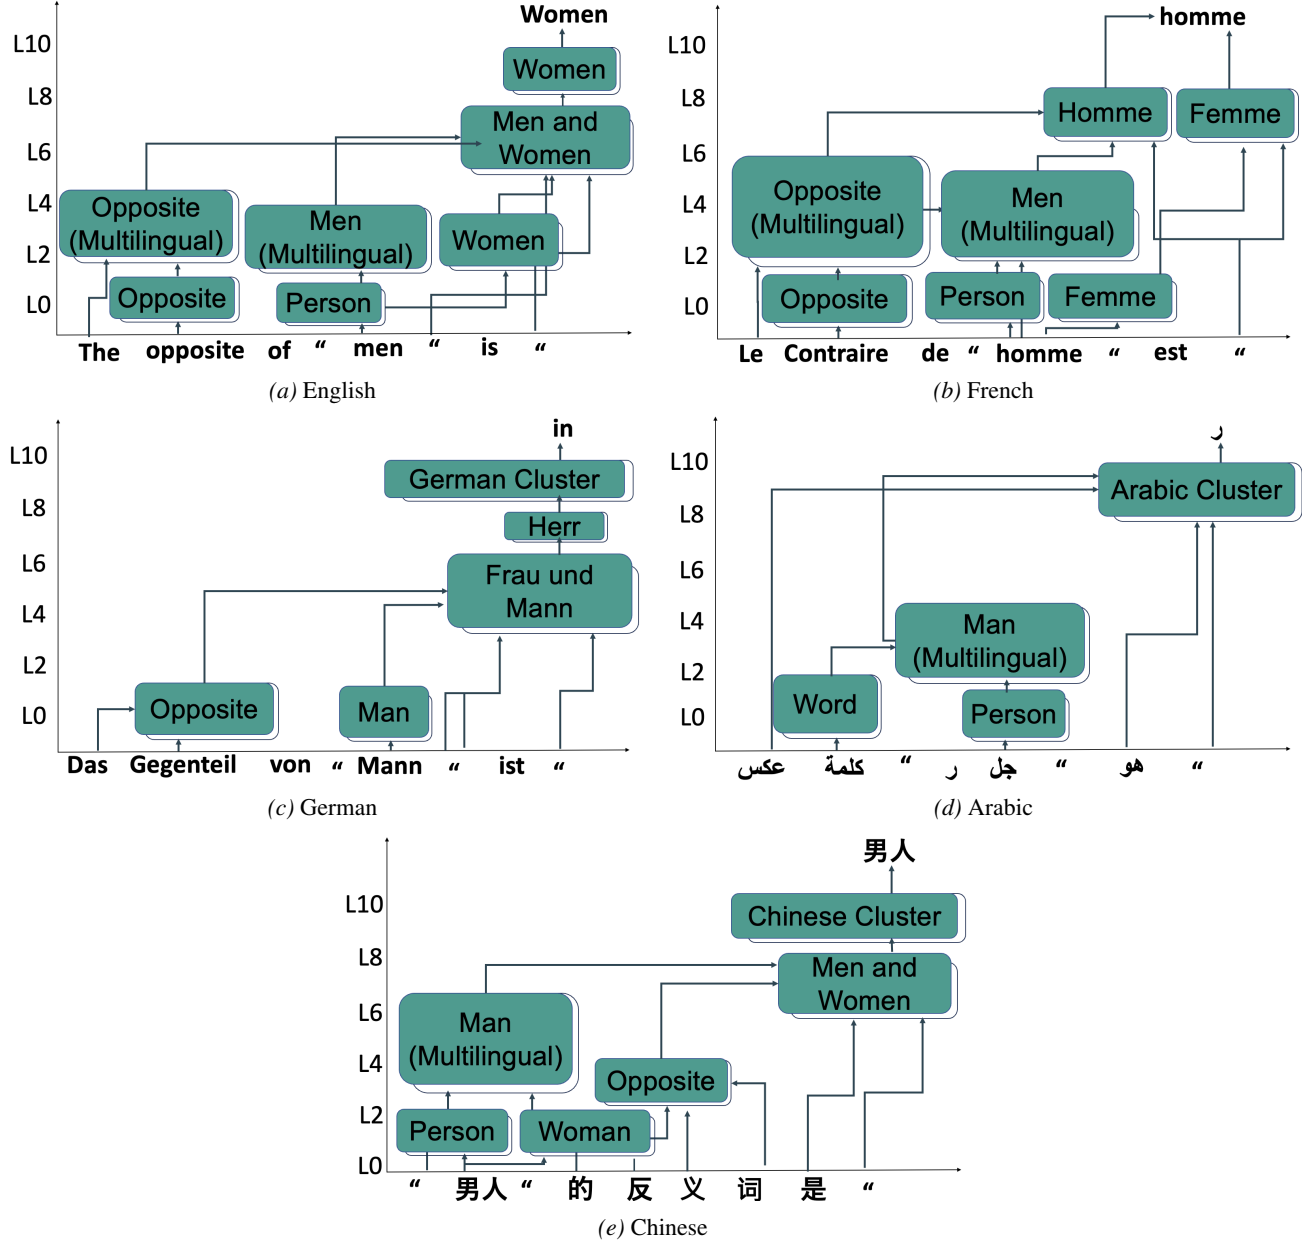 Women
L10
L8
L6
L4
L2
L0
Women
Men and
Women
Opposite
(Multilingual)
Men
(Multilingual)
Women
Opposite
Person
The opposite of “ men “ is “
(a) English
homme
L10
L8
L6
L4
L2
L0
Homme
Femme
Opposite
(Multilingual)
Men
(Multilingual)
Opposite
Person
Femme
Le Contraire de “ homme “ est “
(b) French
in
L10
L8
L6
L4
L2
L0
German Cluster
Herr
Frau und
Mann
Opposite
Man
Das Gegenteil von “ Mann “ ist “
(c) German
ر
L10
L8
L6
L4
L2
L0
Arabic Cluster
Man
(Multilingual)
Word
Person
عكس كلمة “ ر جل “ هو “
(d) Arabic
男人
L10
L8
L6
L4
L2
L0
Chinese Cluster
Men and
Women
Man
(Multilingual)
Opposite
Person
Woman
“ 男人 “ 的 反 义 词 是 “
(e) Chinese